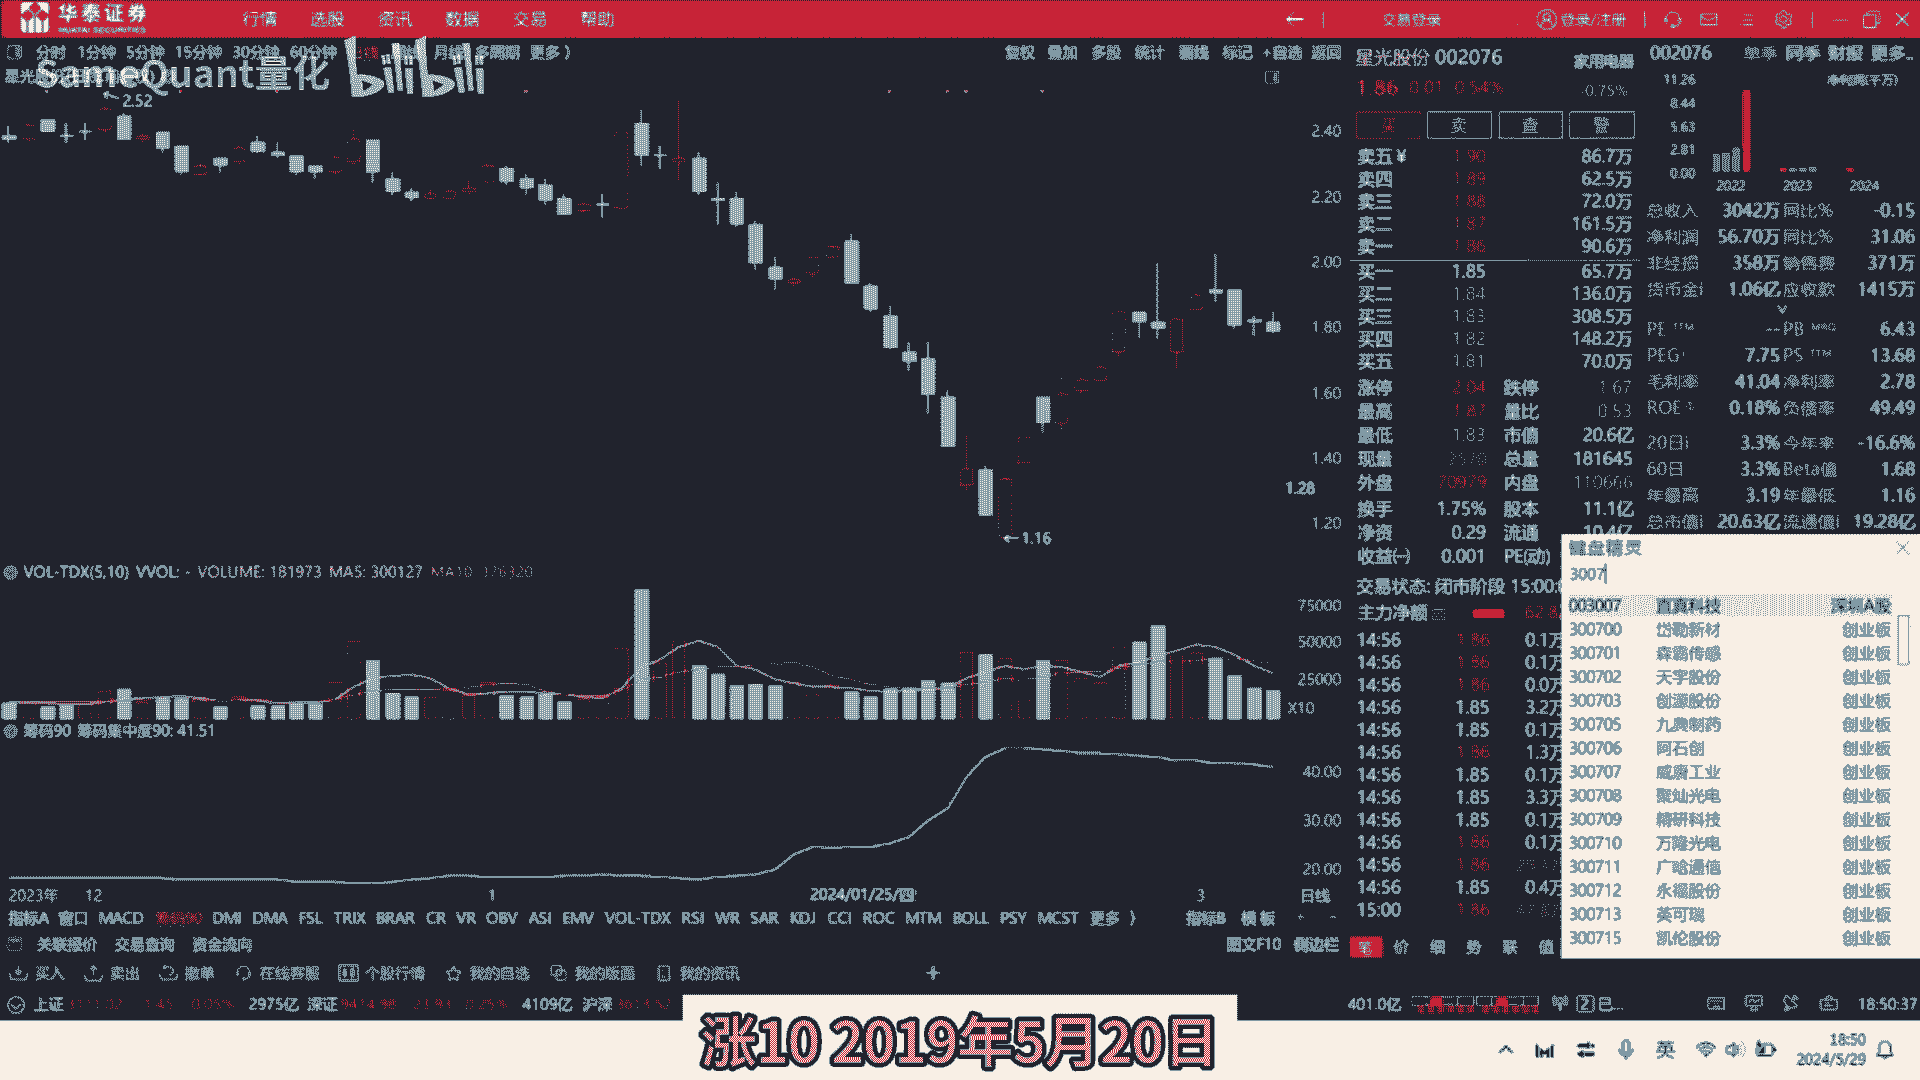 华泰证券
HUATAI SECURITIES
行情 选股 资讯 数据 交易 帮助
交易登录
登录/注册
分时 1分钟 5分钟 15分钟 30分钟 60分钟 月线 多周期 更多 〉
复权 叠加 多股 统计 画线 标记 +自选 返回
SameQuant量化 bilibili
星光股份 002076
家用电器
1.86 0.01 0.54%
-0.75%
买 卖 查 警
卖五 ¥ 1.90 86.7万
卖四 1.89 62.5万
卖三 1.88 72.0万
卖二 1.87 161.5万
卖一 1.86 90.6万
买一 1.85 65.7万
买二 1.84 136.0万
买三 1.83 308.5万
买四 1.82 148.2万
买五 1.81 70.0万
涨停 2.04 跌停 1.67
最高 1.87 量比 0.53
最低 1.83 市值 20.6亿
现量 2570 总量 181645
外盘 70979 内盘 110666
换手 1.75% 股本 11.1亿
净资 0.29 流通 10.4亿
收益(一) 0.001 PE(动)
交易状态: 闭市阶段 15:00:0
主力净额
14:56 1.86 0.1万
14:56 1.86 0.1万
14:56 1.86 0.0万
14:56 1.85 3.2万
14:56 1.85 0.1万
14:56 1.86 1.3万
14:56 1.85 0.1万
14:56 1.85 3.3万
14:56 1.85 0.1万
14:56 1.86 0.1万
14:56 1.86
14:56 1.85 0.4万
15:00 1.86
笔 价 细 势 联 值
002076 单季 同季 财报 更多
净利润(千万)
11.26
8.44
5.63
2.81
0.00
2022 2023 2024
总收入 3042万 同比% -0.15
净利润 56.70万 同比% 31.06
非经损 358万 销售费 371万
货币金 1.06亿 应收款 1415万
PE TTM -- PB MRQ 6.43
PEG 7.75 PS TTM 13.68
毛利率 41.04 净利率 2.78
ROE 0.18% 负债率 49.49
20日 3.3% 今年率 -16.6%
60日 3.3% Beta值 1.68
年最高 3.19 年最低 1.16
总市值 20.63亿 流通值 19.28亿
键盘精灵
3007
003007 直真科技 深圳A股
300700 岱勒新材 创业板
300701 森霸传感 创业板
300702 天宇股份 创业板
300703 创源股份 创业板
300705 九典制药 创业板
300706 阿石创 创业板
300707 威唐工业 创业板
300708 聚灿光电 创业板
300709 精研科技 创业板
300710 万隆光电 创业板
300711 广哈通信 创业板
300712 永福股份 创业板
300713 英可瑞 创业板
300715 凯伦股份 创业板
2.52
2.40
2.20
2.00
1.80
1.60
1.40
1.28
1.20
1.16
VOL-TDX(5,10) VVOL: - VOLUME: 181973 MA5: 300127 MA10: 376320
75000
50000
25000
X10
筹码90 筹码集中度90: 41.51
40.00
30.00
20.00
2023年 12 1 2024/01/25/四 3 日线
指标A 窗口 MACD 筹码90 DMI DMA FSL TRIX BRAR CR VR OBV ASI EMV VOL-TDX RSI WR SAR KDJ CCI ROC MTM BOLL PSY MCST 更多 〉 指标B 模板 + -
关联报价 交易查询 资金流向
图文F10 侧边栏
买入 卖出 撤单 在线客服 个股行情 我的自选 我的版面 我的资讯
上证 3111.02 1.45 0.05% 2975亿 深证 9414.98 23.93 0.25% 4109亿 沪深 3613.52
401.0亿
18:50:37
涨10 2019年5月20日
英
18:50
2024/5/29